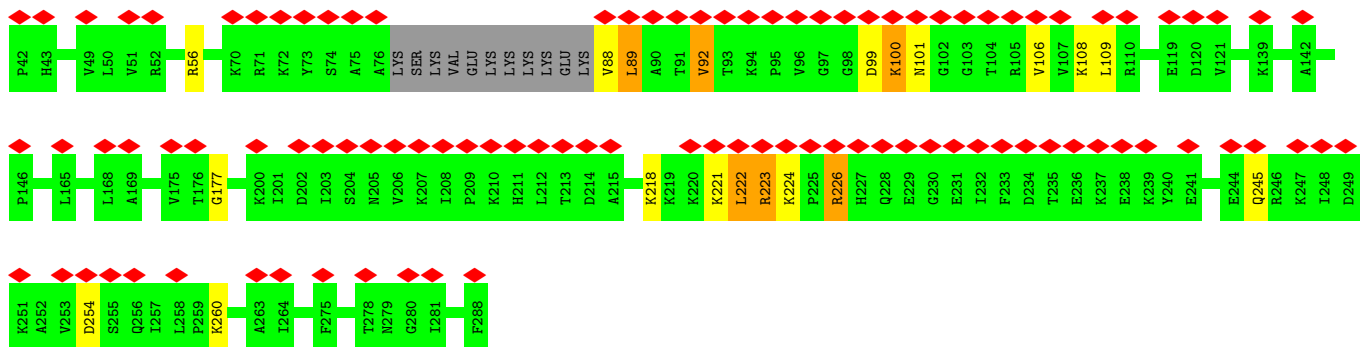 P42 H43 V49 L50 V51 R52 R56 K70 R71 K72 Y73 S74 A75 A76 LYS SER LYS VAL GLU LYS LYS LYS LYS GLU LYS V88 L89 A90 T91 V92 T93 K94 P95 V96 G97 G98 D99 K100 N101 G102 G103 T104 R105 V106 V107 K108 L109 R110 E119 D120 V121 K139 A142
P146 L165 L168 A169 V175 T176 G177 K200 I201 D202 I203 S204 N205 V206 K207 I208 P209 K210 H211 L212 T213 D214 A215 K218 K219 K220 K221 L222 R223 K224 P225 R226 H227 Q228 E229 G230 E231 I232 F233 D234 T235 E236 K237 E238 K239 Y240 E241 E244 Q245 R246 K247 I248 D249
K251 A252 V253 D254 S255 Q256 I257 L258 P259 K260 A263 I264 F275 T278 N279 G280 I281 F288